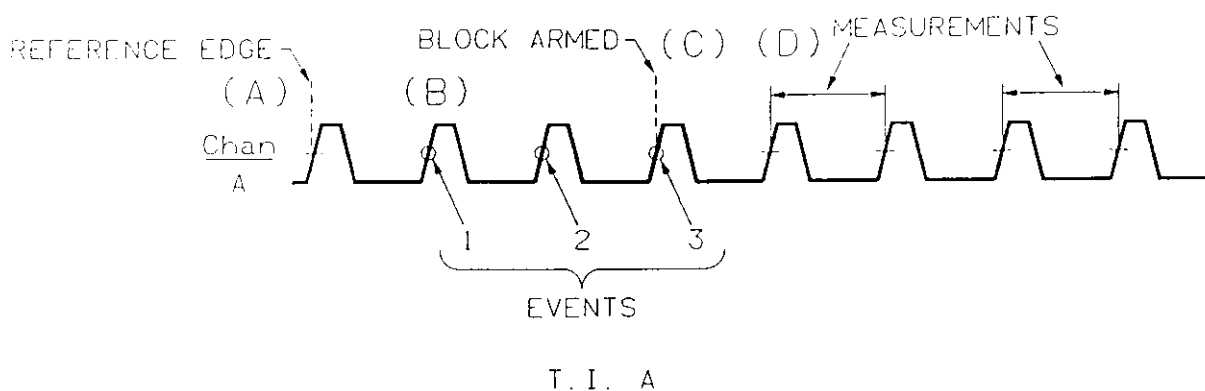 REFERENCE EDGE
BLOCK ARMED
(C) (D)
MEASUREMENTS
(A)
(B)
Chan
A
1
2
3
EVENTS
T. I. A